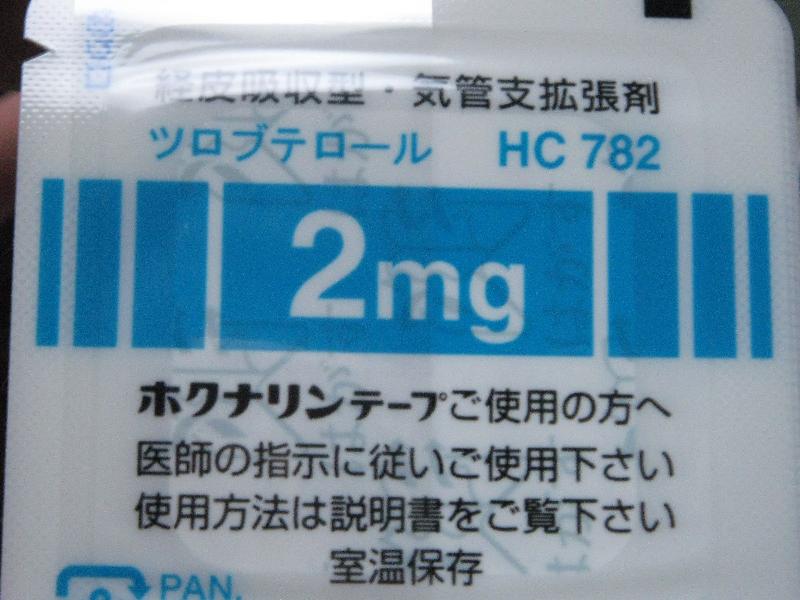 経皮吸収型・気管支拡張剤
ツロブテロール HC 782
2mg
ホクナリンテープご使用の方へ
医師の指示に従いご使用下さい
使用方法は説明書をご覧下さい
室温保存
PAN.